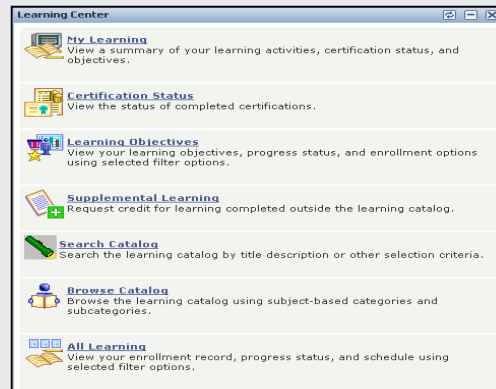 Learning Center
My Learning
View a summary of your learning activities, certification status, and
objectives.
Certification Status
View the status of completed certifications.
Learning Objectives
View your learning objectives, progress status, and enrollment options
using selected filter options.
Supplemental Learning
Request credit for learning completed outside the learning catalog.
Search Catalog
Search the learning catalog by title description or other selection criteria.
Browse Catalog
Browse the learning catalog using subject-based categories and
subcategories.
All Learning
View your enrollment record, progress status, and schedule using
selected filter options.